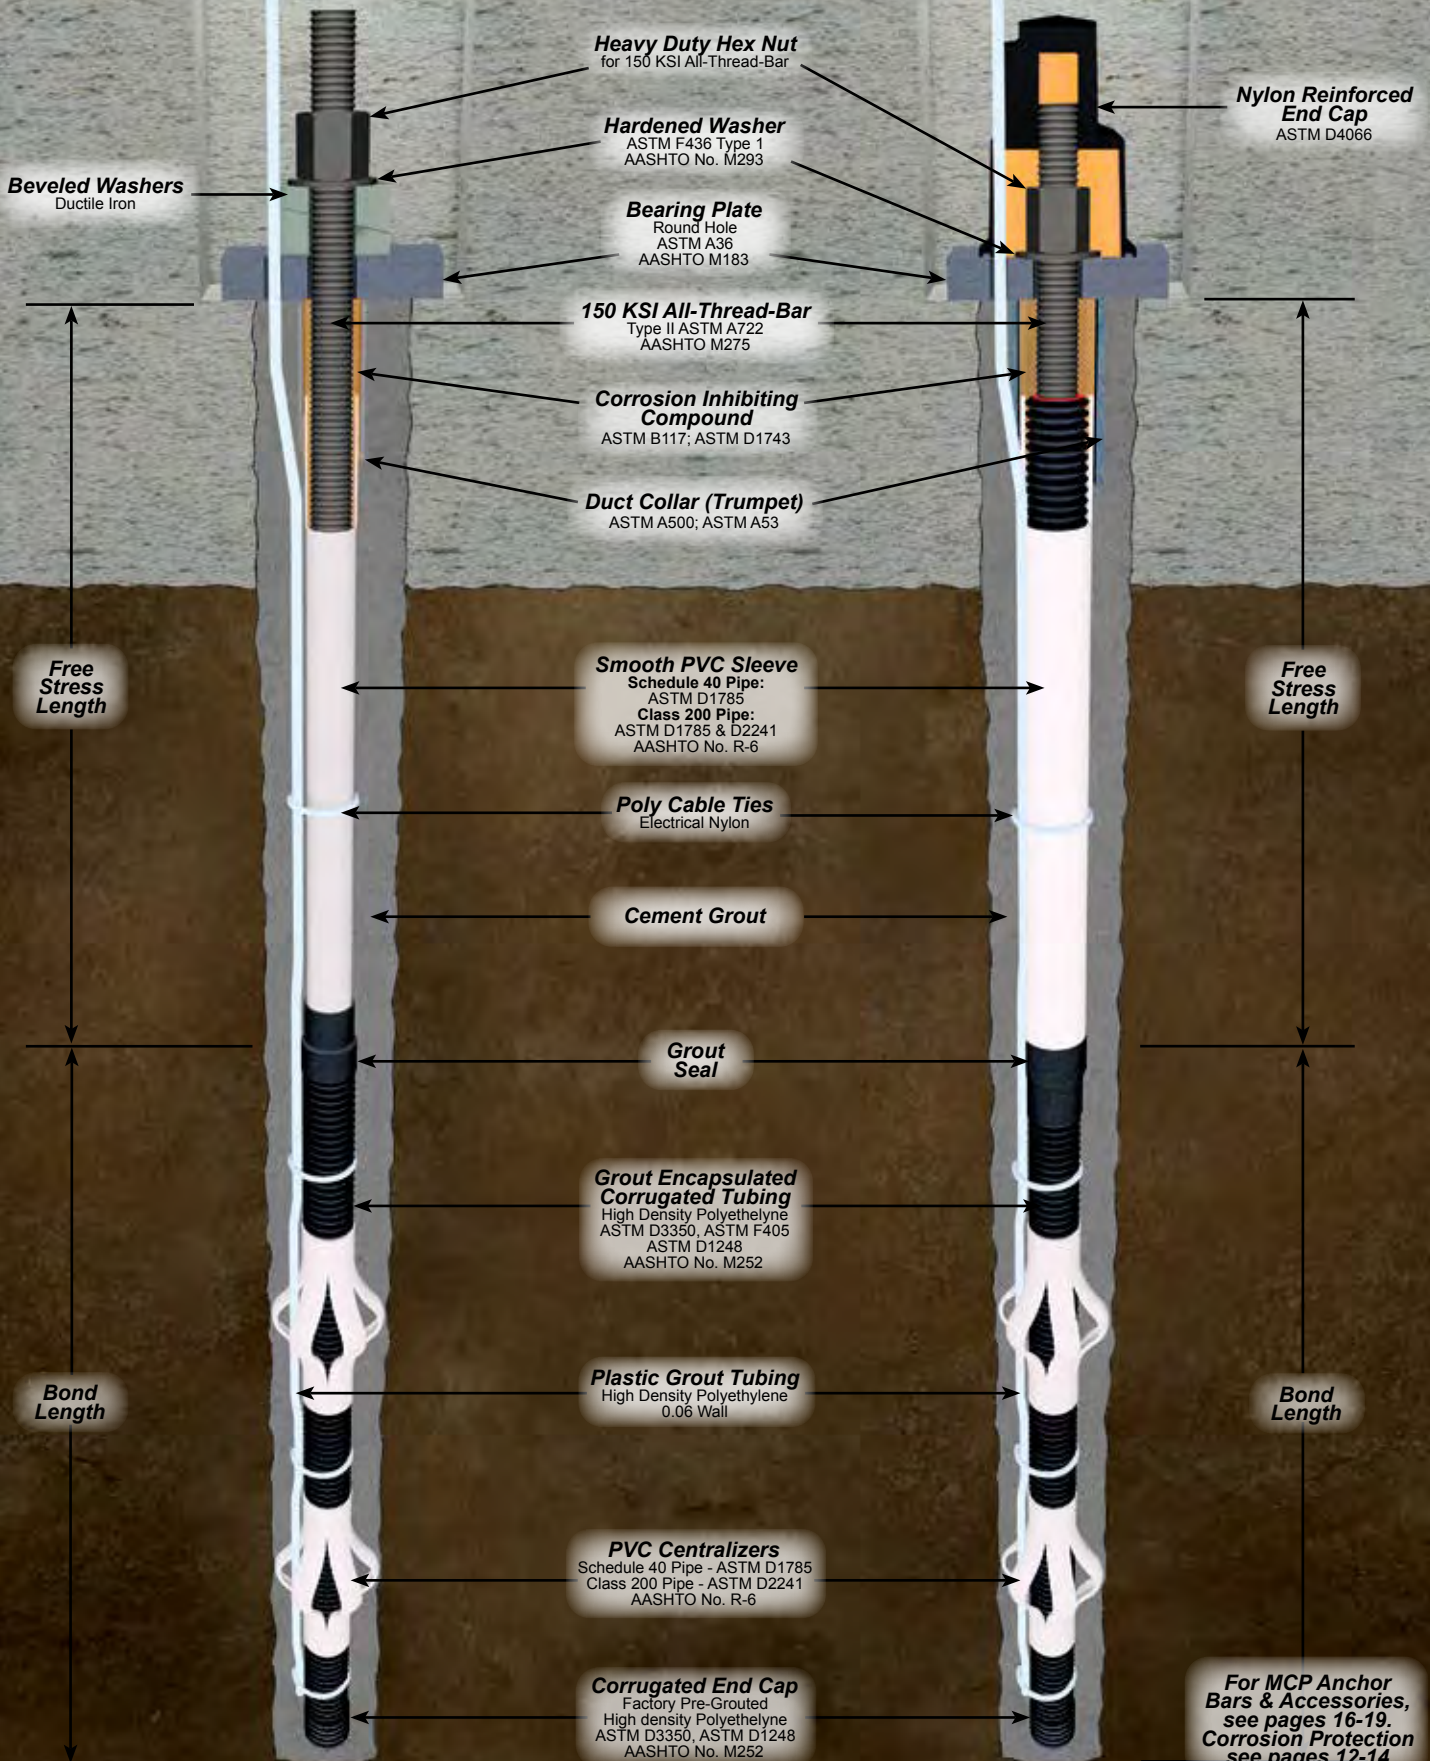 Heavy Duty Hex Nut
for 150 KSI All-Thread-Bar
Nylon Reinforced
End Cap
ASTM D4066
Hardened Washer
ASTM F436 Type 1
AASHTO No. M293
Beveled Washers
Ductile Iron
Bearing Plate
Round Hole
ASTM A36
AASHTO M183
150 KSI All-Thread-Bar
Type II ASTM A722
AASHTO M275
Corrosion Inhibiting
Compound
ASTM B117; ASTM D1743
Duct Collar (Trumpet)
ASTM A500; ASTM A53
Free
Stress
Length
Smooth PVC Sleeve
Schedule 40 Pipe:
ASTM D1785
Class 200 Pipe:
ASTM D1785 & D2241
AASHTO No. R-6
Free
Stress
Length
Poly Cable Ties
Electrical Nylon
Cement Grout
Grout
Seal
Grout Encapsulated
Corrugated Tubing
High Density Polyethelyne
ASTM D3350, ASTM F405
ASTM D1248
AASHTO No. M252
Bond
Length
Plastic Grout Tubing
High Density Polyethylene
0.06 Wall
Bond
Length
PVC Centralizers
Schedule 40 Pipe - ASTM D1785
Class 200 Pipe - ASTM D2241
AASHTO No. R-6
Corrugated End Cap
Factory Pre-Grouted
High density Polyethelyne
ASTM D3350, ASTM D1248
AASHTO No. M252
For MCP Anchor
Bars & Accessories,
see pages 16-19.
Corrosion Protection
see pages 12-14